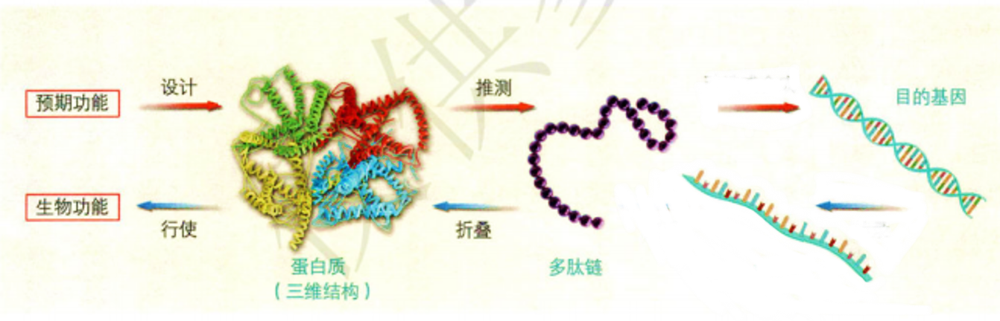 预期功能
设计
推测
目的基因
生物功能
行使
折叠
蛋白质
(三维结构)
多肽链